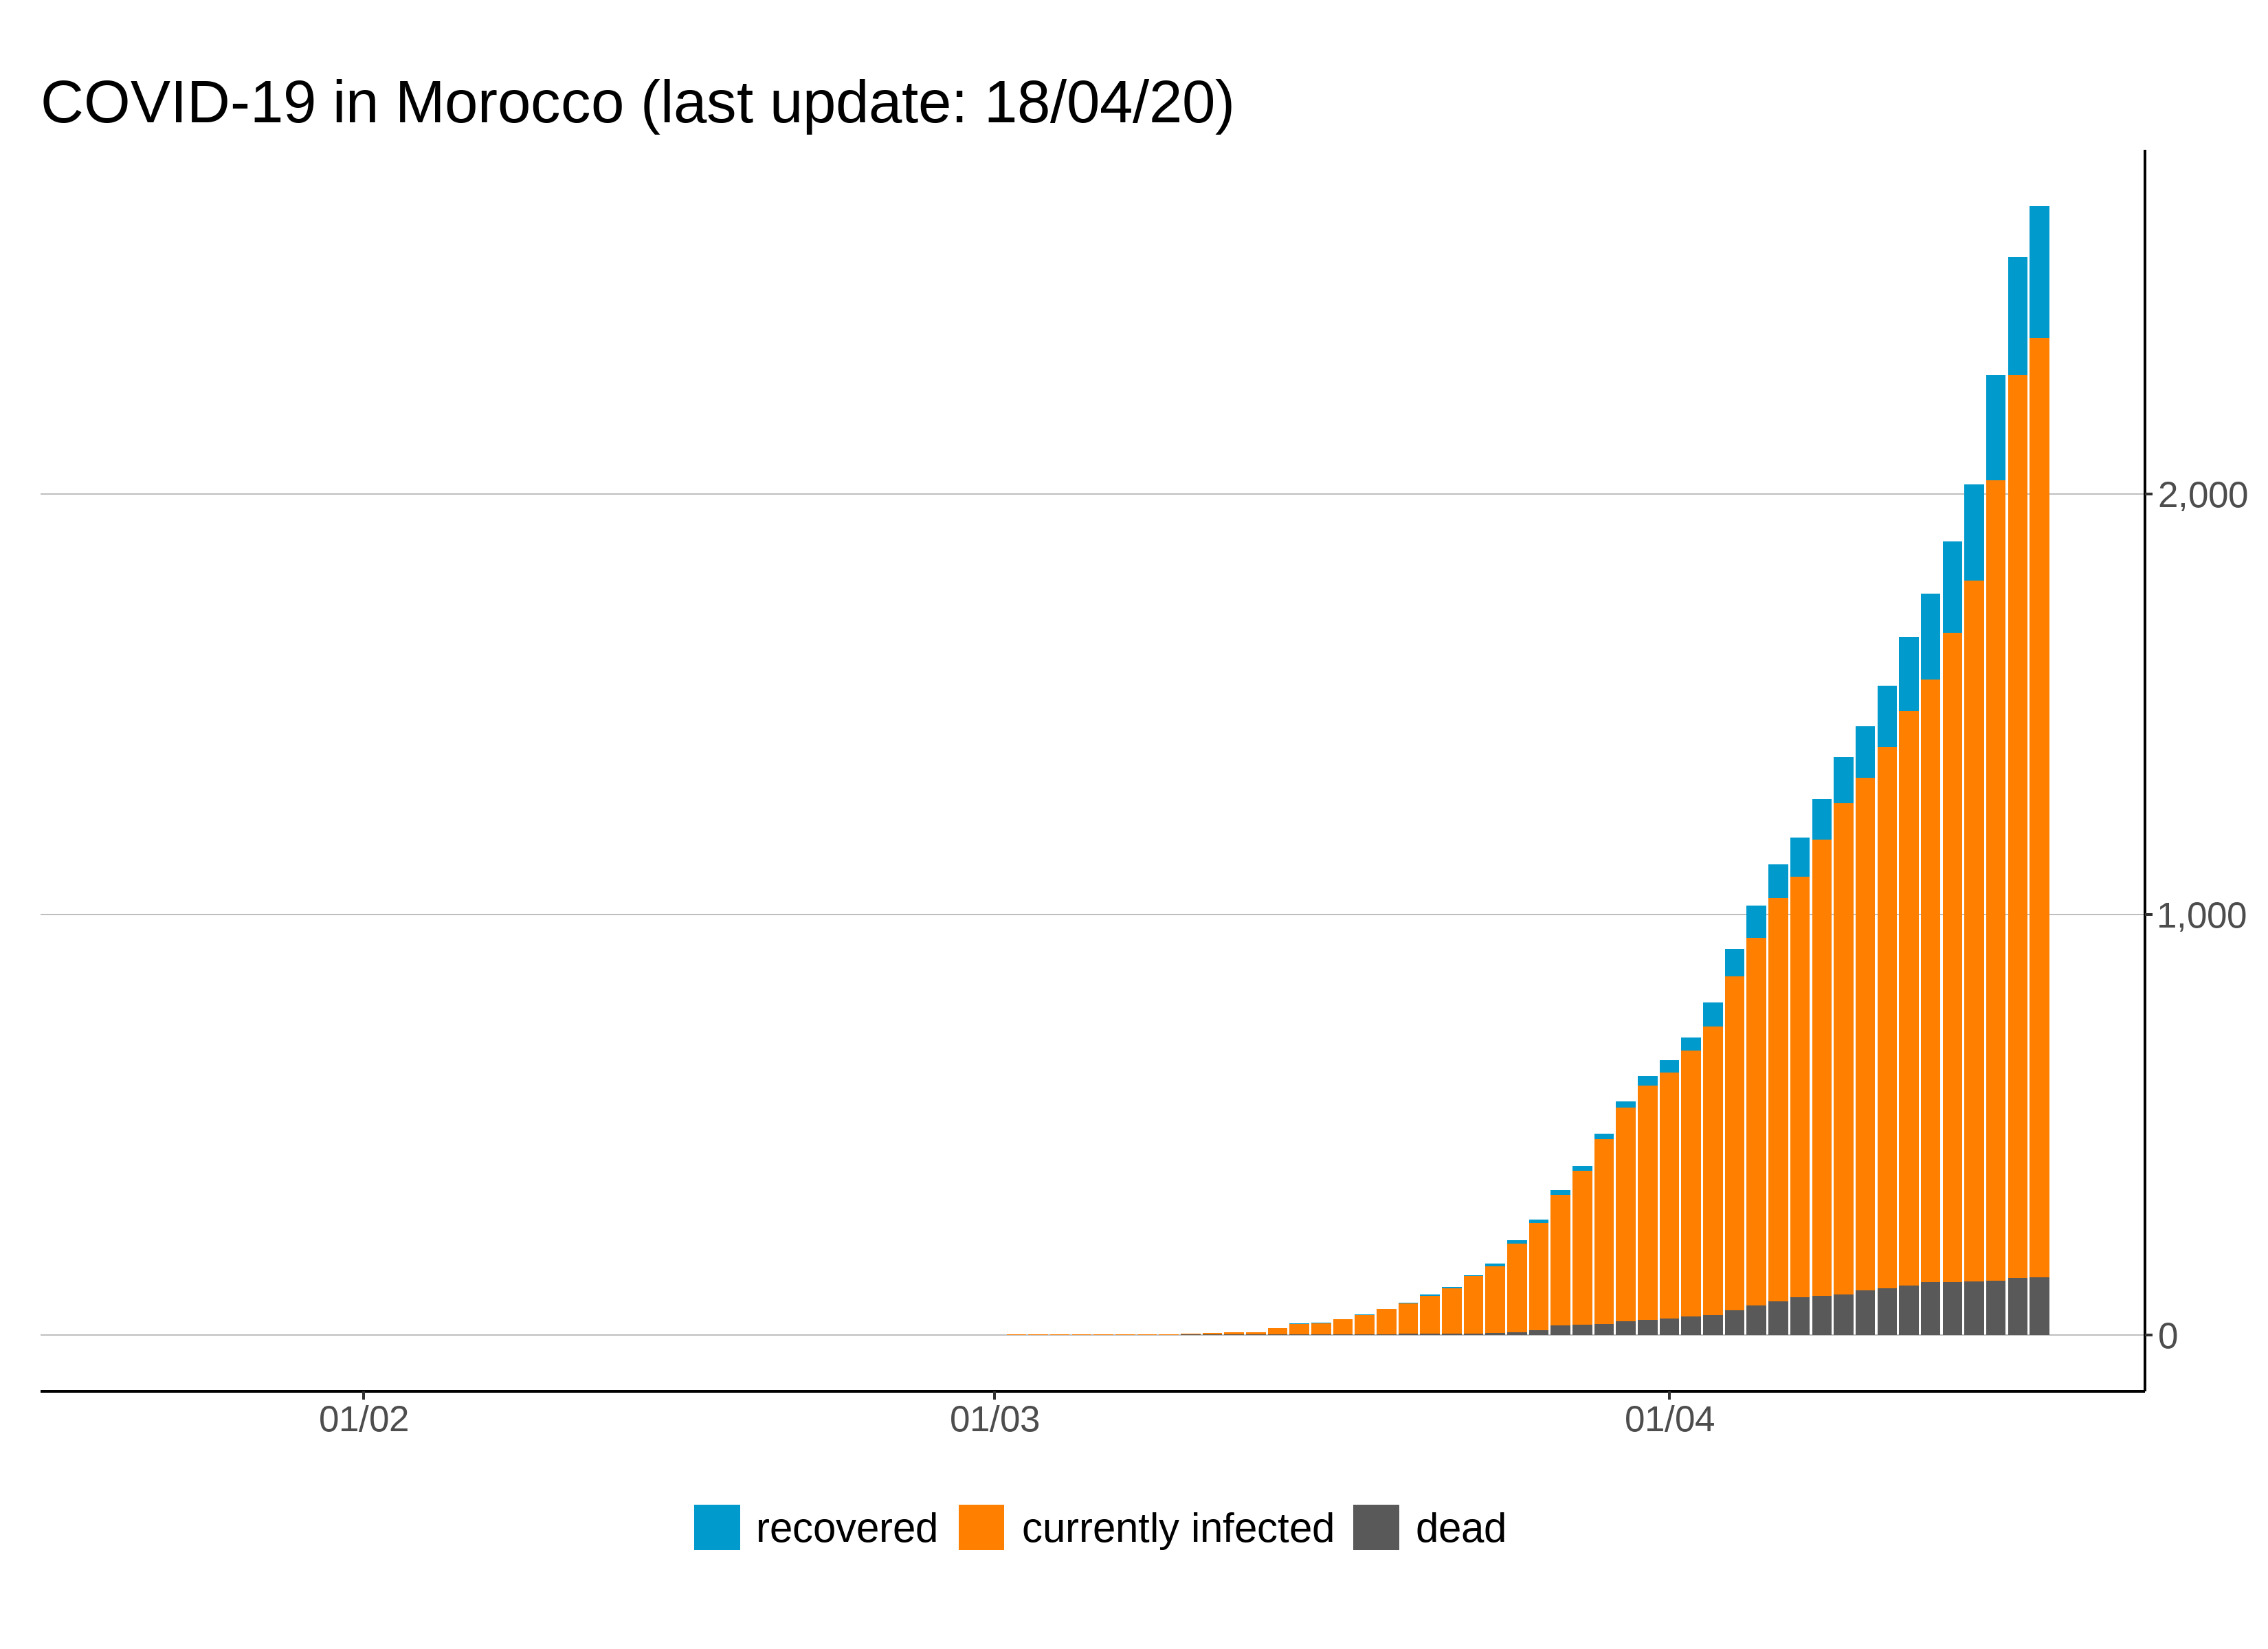 COVID-19 in Morocco (last update: 18/04/20)
2,000
1,000
0
01/02 01/03 01/04
recovered currently infected dead